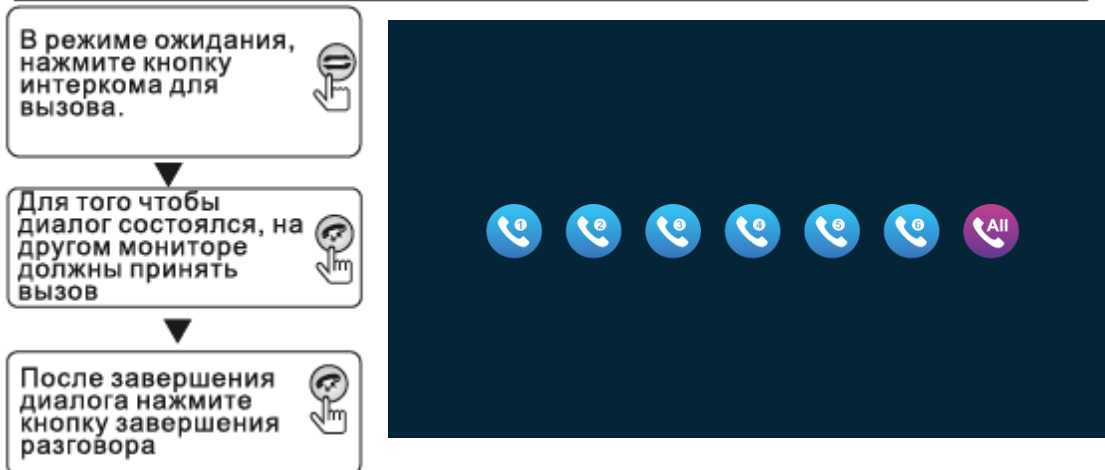 В режиме ожидания,
нажмите кнопку
интеркома для
вызова.
Для того чтобы
диалог состоялся, на
другом мониторе
должны принять
вызов
После завершения
диалога нажмите
кнопку завершения
разговора
1 2 3 4 5 6 All